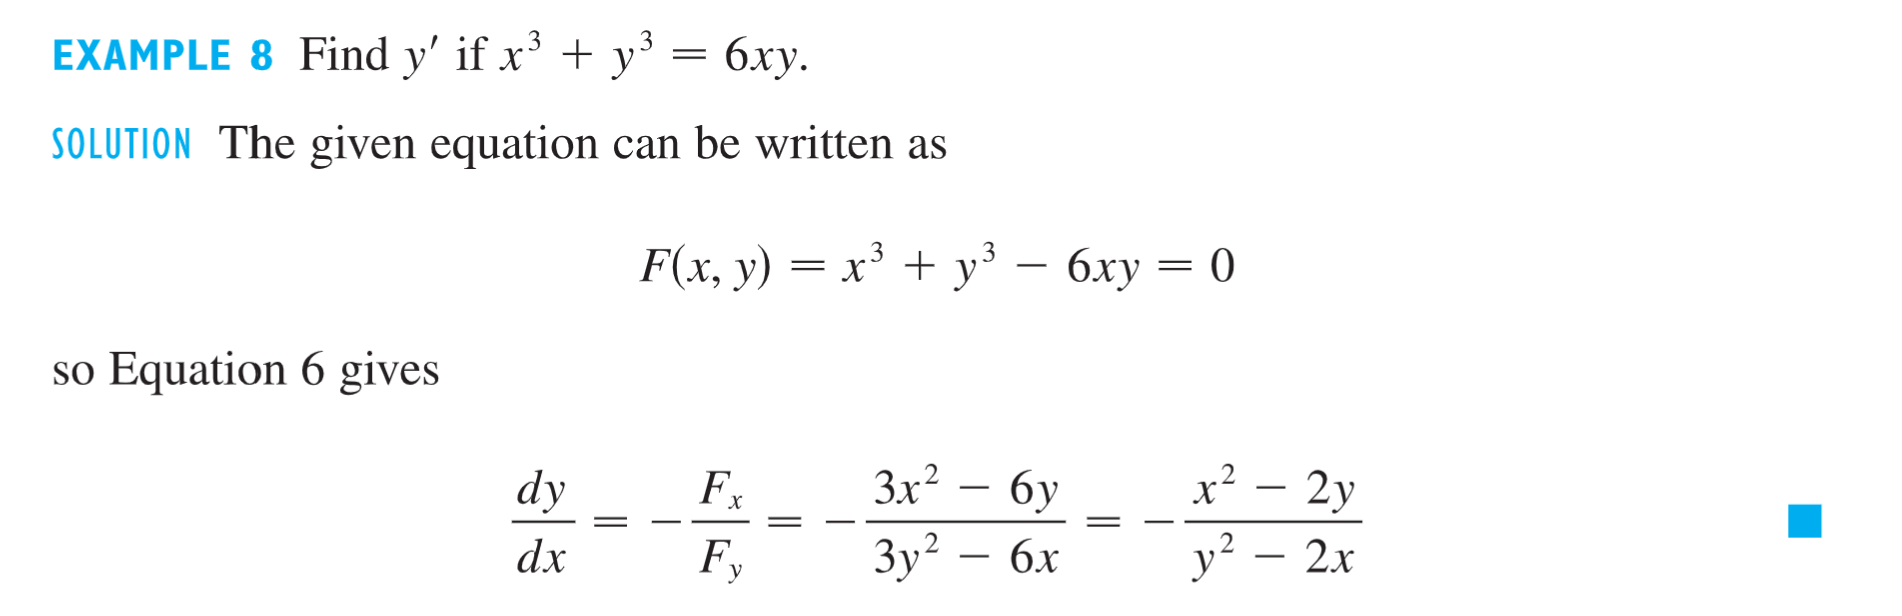 EXAMPLE 8 Find y′ if x³ + y³ = 6xy.
SOLUTION The given equation can be written as
F(x, y) = x³ + y³ − 6xy = 0
so Equation 6 gives
dy/dx = −Fₓ/F_y = −(3x² − 6y)/(3y² − 6x) = −(x² − 2y)/(y² − 2x)